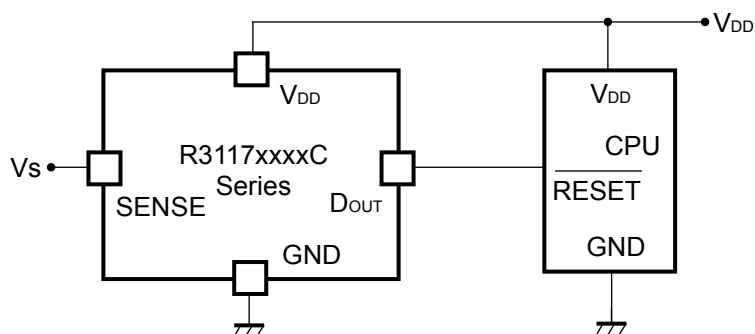 VDD
VDD
VDD
R3117xxxxC
Series
CPU
Vs
SENSE
DOUT
RESET
GND
GND